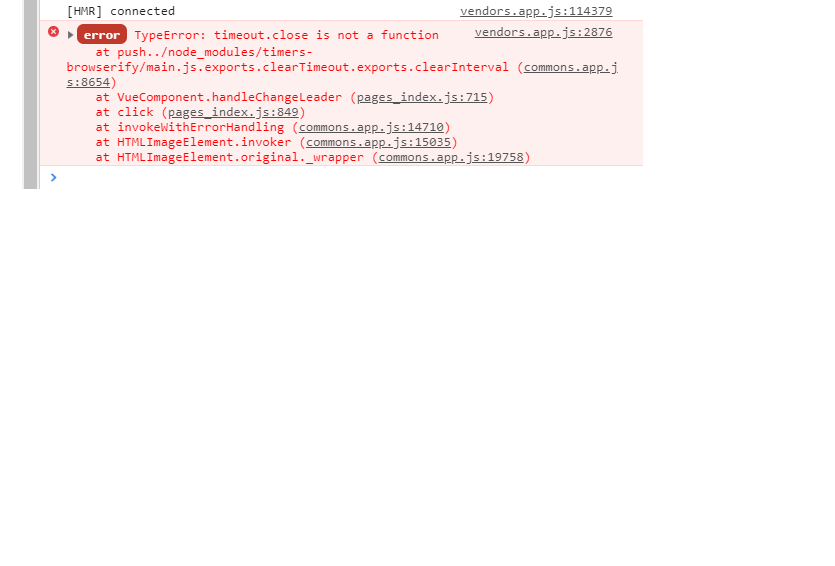 [HMR] connected vendors.app.js:114379
error TypeError: timeout.close is not a function vendors.app.js:2876
at push../node_modules/timers-
browserify/main.js.exports.clearTimeout.exports.clearInterval (commons.app.j
s:8654)
at VueComponent.handleChangeLeader (pages_index.js:715)
at click (pages_index.js:849)
at invokeWithErrorHandling (commons.app.js:14710)
at HTMLImageElement.invoker (commons.app.js:15035)
at HTMLImageElement.original._wrapper (commons.app.js:19758)